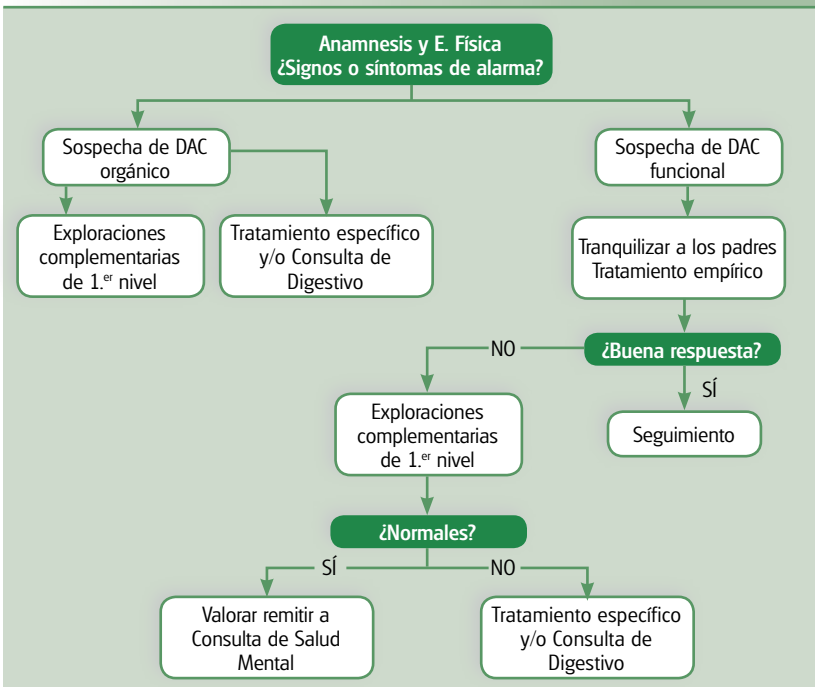 Anamnesis y E. Física
¿Signos o síntomas de alarma?
Sospecha de DAC
orgánico
Sospecha de DAC
funcional
Exploraciones
complementarias
de 1.er nivel
Tratamiento específico
y/o Consulta de
Digestivo
Tranquilizar a los padres
Tratamiento empírico
¿Buena respuesta?
NO
SÍ
Exploraciones
complementarias
de 1.er nivel
Seguimiento
¿Normales?
SÍ
NO
Valorar remitir a
Consulta de Salud
Mental
Tratamiento específico
y/o Consulta de
Digestivo